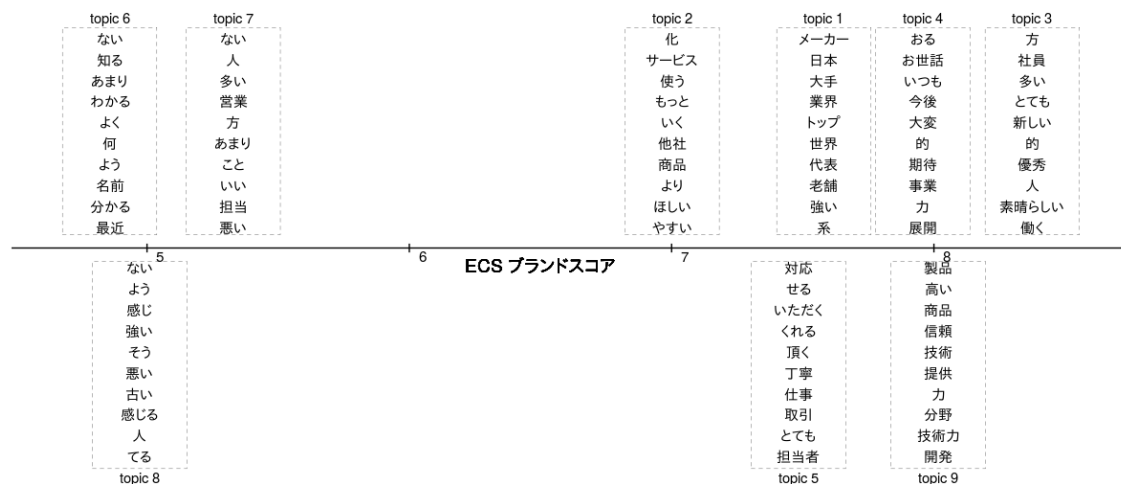 topic 6
ない
知る
あまり
わかる
よく
何
よう
名前
分かる
最近
topic 7
ない
人
多い
営業
方
あまり
こと
いい
担当
悪い
topic 2
化
サービス
使う
もっと
いく
他社
商品
より
ほしい
やすい
topic 1
メーカー
日本
大手
業界
トップ
世界
代表
老舗
強い
系
topic 4
おる
お世話
いつも
今後
大変
的
期待
事業
力
展開
topic 3
方
社員
多い
とても
新しい
的
優秀
人
素晴らしい
働く
5
6
7
8
ECS ブランドスコア
ない
よう
感じ
強い
そう
悪い
古い
感じる
人
てる
topic 8
対応
せる
いただく
くれる
頂く
丁寧
仕事
取引
とても
担当者
topic 5
製品
高い
商品
信頼
技術
提供
力
分野
技術力
開発
topic 9